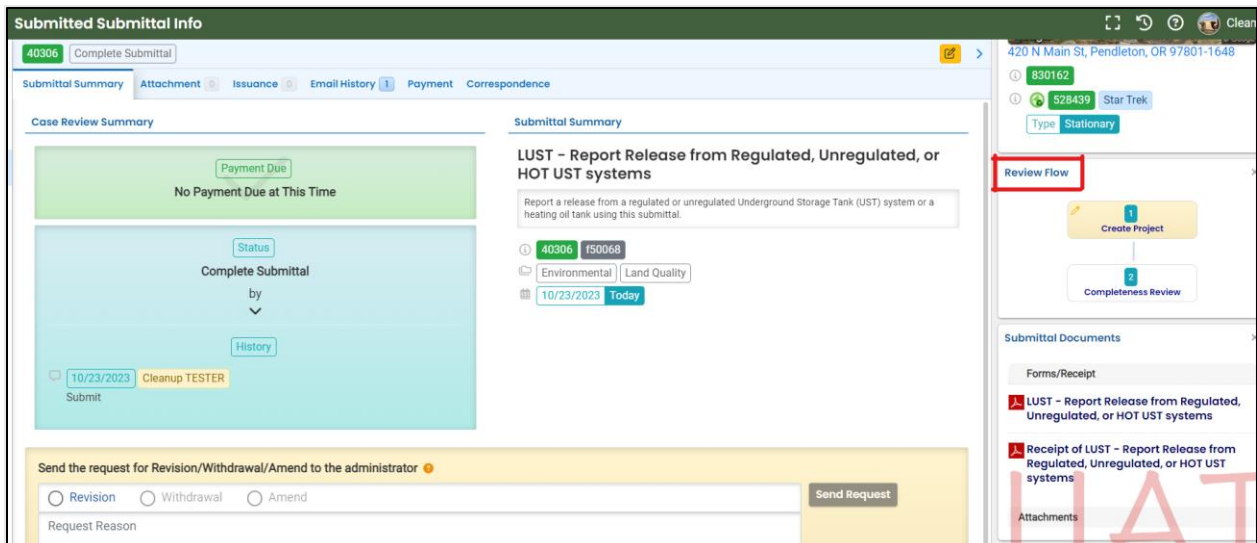 Submitted Submittal Info
Clean
40306 Complete Submittal
Submittal Summary Attachment 0 Issuance 0 Email History 1 Payment Correspondence
Case Review Summary
Payment Due
No Payment Due at This Time
Status
Complete Submittal
by
History
10/23/2023 Cleanup TESTER
Submit
Submittal Summary
LUST - Report Release from Regulated, Unregulated, or
HOT UST systems
Report a release from a regulated or unregulated Underground Storage Tank (UST) system or a
heating oil tank using this submittal.
40306 f50068
Environmental Land Quality
10/23/2023 Today
Send the request for Revision/Withdrawal/Amend to the administrator
Revision Withdrawal Amend
Send Request
Request Reason
420 N Main St, Pendleton, OR 97801-1648
830162
528439 Star Trek
Type Stationary
Review Flow
1
Create Project
2
Completeness Review
Submittal Documents
Forms/Receipt
LUST - Report Release from Regulated,
Unregulated, or HOT UST systems
Receipt of LUST - Report Release from
Regulated, Unregulated, or HOT UST
systems
Attachments
HAT